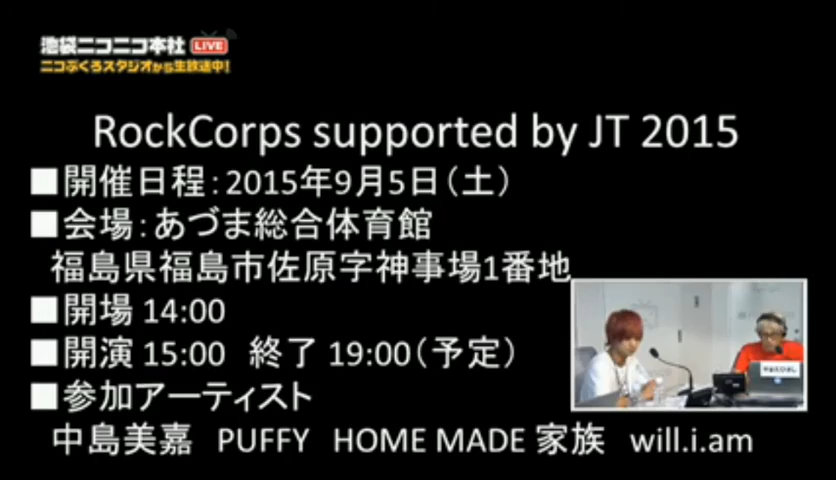 池袋ニコニコ本社 LIVE
ニコぶくろスタジオから生放送中!
RockCorps supported by JT 2015
■開催日程：2015年9月5日（土）
■会場：あづま総合体育館
福島県福島市佐原字神事場1番地
■開場 14:00
■開演 15:00 終了 19:00（予定）
■参加アーティスト
中島美嘉 PUFFY HOME MADE 家族 will.i.am